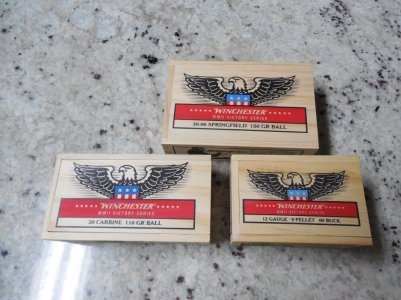 WINCHESTER
WWII VICTORY SERIES
30-06 SPRINGFIELD 150 GR BALL
WINCHESTER
WWII VICTORY SERIES
30 CARBINE 110 GR BALL
WINCHESTER
WWII VICTORY SERIES
12 GAUGE 9 PELLET 00 BUCK